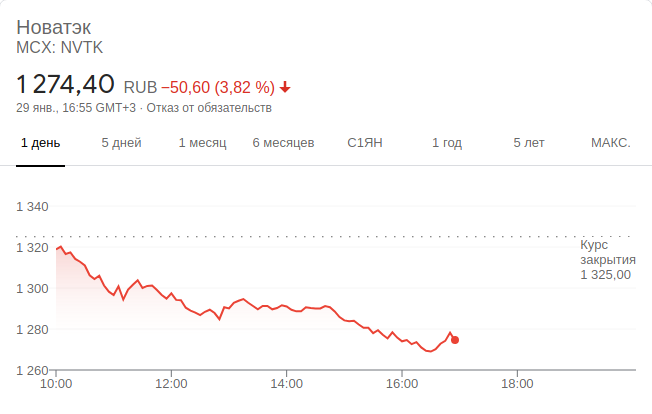 Новатэк
MCX: NVTK
1 274,40 RUB −50,60 (3,82 %)
29 янв., 16:55 GMT+3 · Отказ от обязательств
1 день 5 дней 1 месяц 6 месяцев С1ЯН 1 год 5 лет МАКС.
1 340
1 320
1 300
1 280
1 260
Курс
закрытия
1 325,00
10:00 12:00 14:00 16:00 18:00